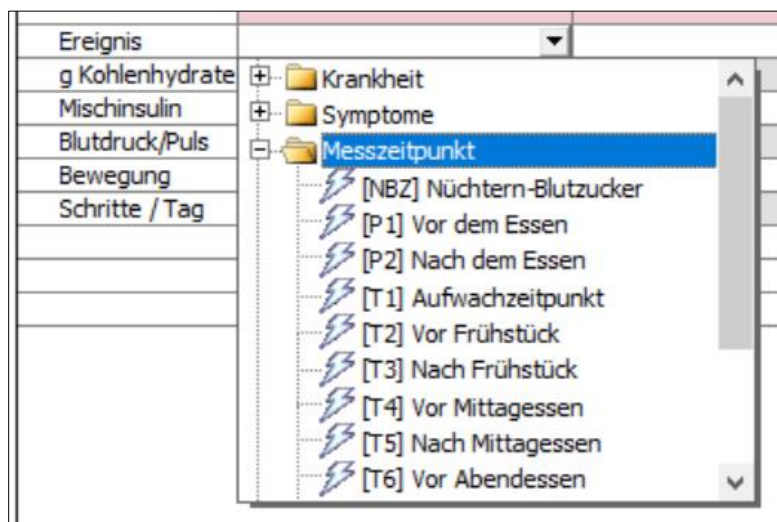 Ereignis
g Kohlenhydrate
Mischinsulin
Blutdruck/Puls
Bewegung
Schritte / Tag
Krankheit
Symptome
Messzeitpunkt
[NBZ] Nüchtern-Blutzucker
[P1] Vor dem Essen
[P2] Nach dem Essen
[T1] Aufwachzeitpunkt
[T2] Vor Frühstück
[T3] Nach Frühstück
[T4] Vor Mittagessen
[T5] Nach Mittagessen
[T6] Vor Abendessen